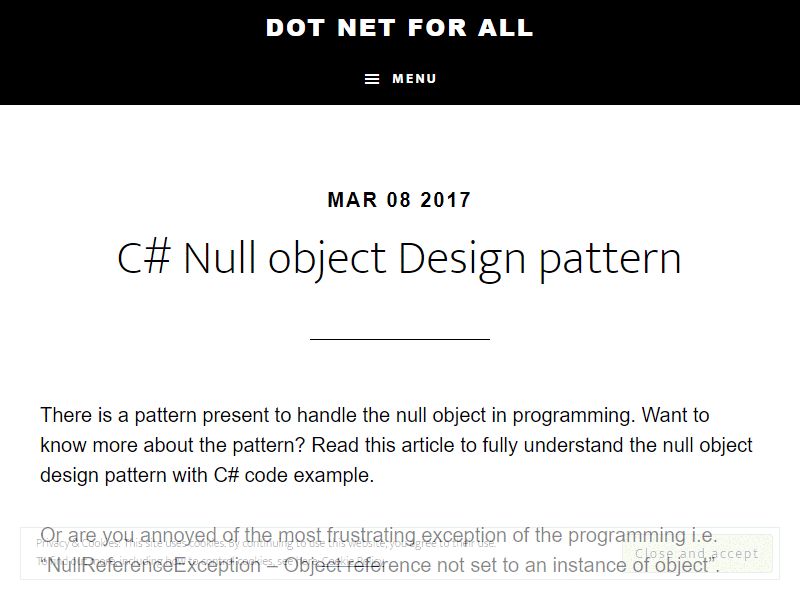 DOT NET FOR ALL
MENU
MAR 08 2017
C# Null object Design pattern
There is a pattern present to handle the null object in programming. Want to
know more about the pattern? Read this article to fully understand the null object
design pattern with C# code example.
Or are you annoyed of the most frustrating exception of the programming i.e.
“NullReferenceException – Object reference not set to an instance of object”.
Privacy & Cookies: This site uses cookies. By continuing to use this website, you agree to their use.
To find out more, including how to control cookies, see here: Cookie Policy
Close and accept